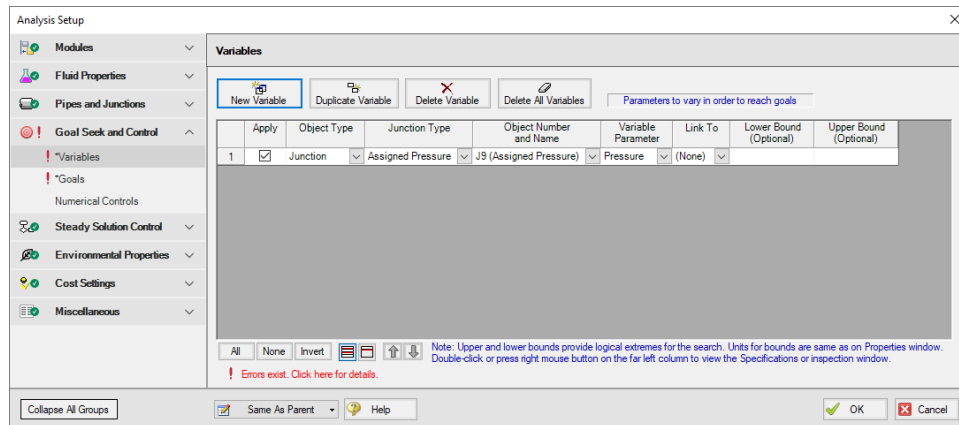 Analysis Setup
Modules
Fluid Properties
Pipes and Junctions
Goal Seek and Control
*Variables
*Goals
Numerical Controls
Steady Solution Control
Environmental Properties
Cost Settings
Miscellaneous
Variables
New Variable Duplicate Variable Delete Variable Delete All Variables Parameters to vary in order to reach goals
Apply Object Type Junction Type Object Number and Name Variable Parameter Link To Lower Bound (Optional) Upper Bound (Optional)
1 Junction Assigned Pressure J9 (Assigned Pressure) Pressure (None)
All None Invert
Note: Upper and lower bounds provide logical extremes for the search. Units for bounds are same as on Properties window.
Double-click or press right mouse button on the far left column to view the Specifications or inspection window.
! Errors exist. Click here for details.
Collapse All Groups Same As Parent Help OK Cancel